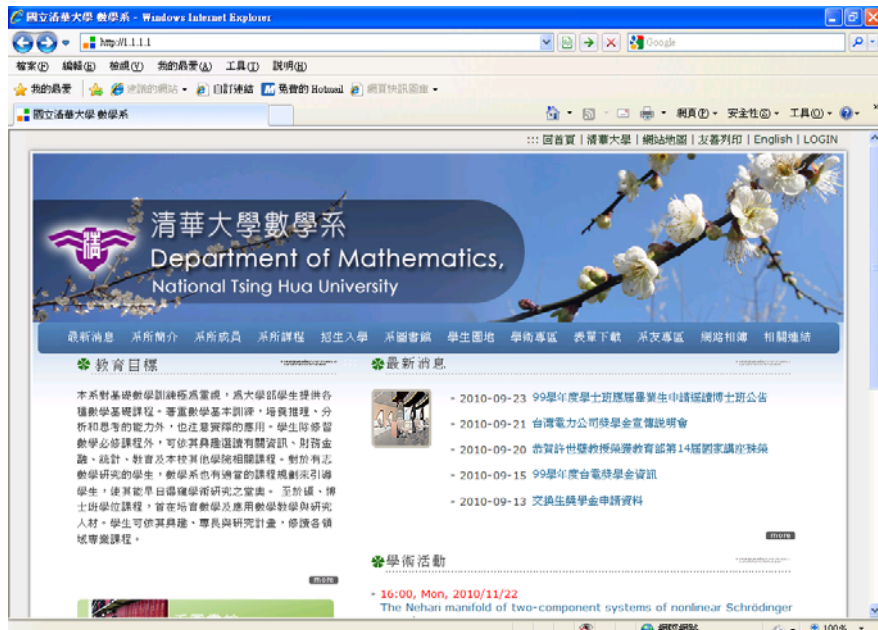 國立清華大學 數學系 - Windows Internet Explorer
http://1.1.1.1
Google
檔案(F) 編輯(E) 檢視(V) 我的最愛(A) 工具(T) 說明(H)
我的最愛 建議的網站 自訂連結 免費的 Hotmail 網頁快訊圖庫
國立清華大學 數學系
網頁(P) 安全性(S) 工具(O)
::: 回首頁 | 清華大學 | 網站地圖 | 友善列印 | English | LOGIN
清華大學數學系
Department of Mathematics,
National Tsing Hua University
最新消息 系所簡介 系所成員 系所課程 招生入學 系圖書館 學生園地 學術專區 表單下載 系友專區 網路相簿 相關連結
教育目標
本系對基礎數學訓練極為重視，為大學部學生提供各
種數學基礎課程。著重數學基本訓練，培養推理、分
析和思考的能力外，也注意實際的應用。學生除修習
數學必修課程外，可依其興趣選讀有關資訊、財務金
融、統計、教育及本校其他學院相關課程。對於有志
數學研究的學生，數學系也有適當的課程規劃來引導
學生，使其能早日得窺學術研究之堂奧。 至於碩、博
士班學位課程，首在培育數學及應用數學教學與研究
人材。學生可依其興趣、專長與研究計畫，修讀各領
域專業課程。
more
最新消息
- 2010-09-23 99學年度學士班應屆畢業生申請逕讀博士班公告
- 2010-09-21 台灣電力公司獎學金宣傳說明會
- 2010-09-20 恭賀許世壁教授榮獲教育部第14屆國家講座殊榮
- 2010-09-15 99學年度台電獎學金資訊
- 2010-09-13 交換生獎學金申請資料
more
學術活動
- 16:00, Mon, 2010/11/22
The Nehari manifold of two-component systems of nonlinear Schrödinger
100%